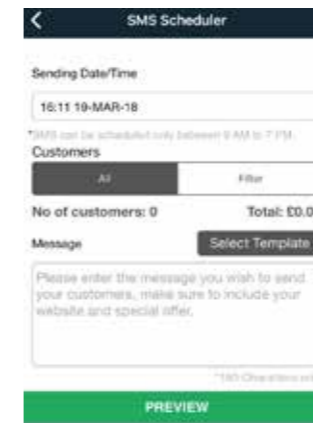 SMS Scheduler
Sending Date/Time
16:11 19-MAR-18
*SMS can be scheduled only between 9 AM to 7 PM.
Customers
All Filter
No of customers: 0 Total: £0.0
Message Select Template
Please enter the message you wish to send
your customers, make sure to include your
website and special offer.
*160 Characters
PREVIEW